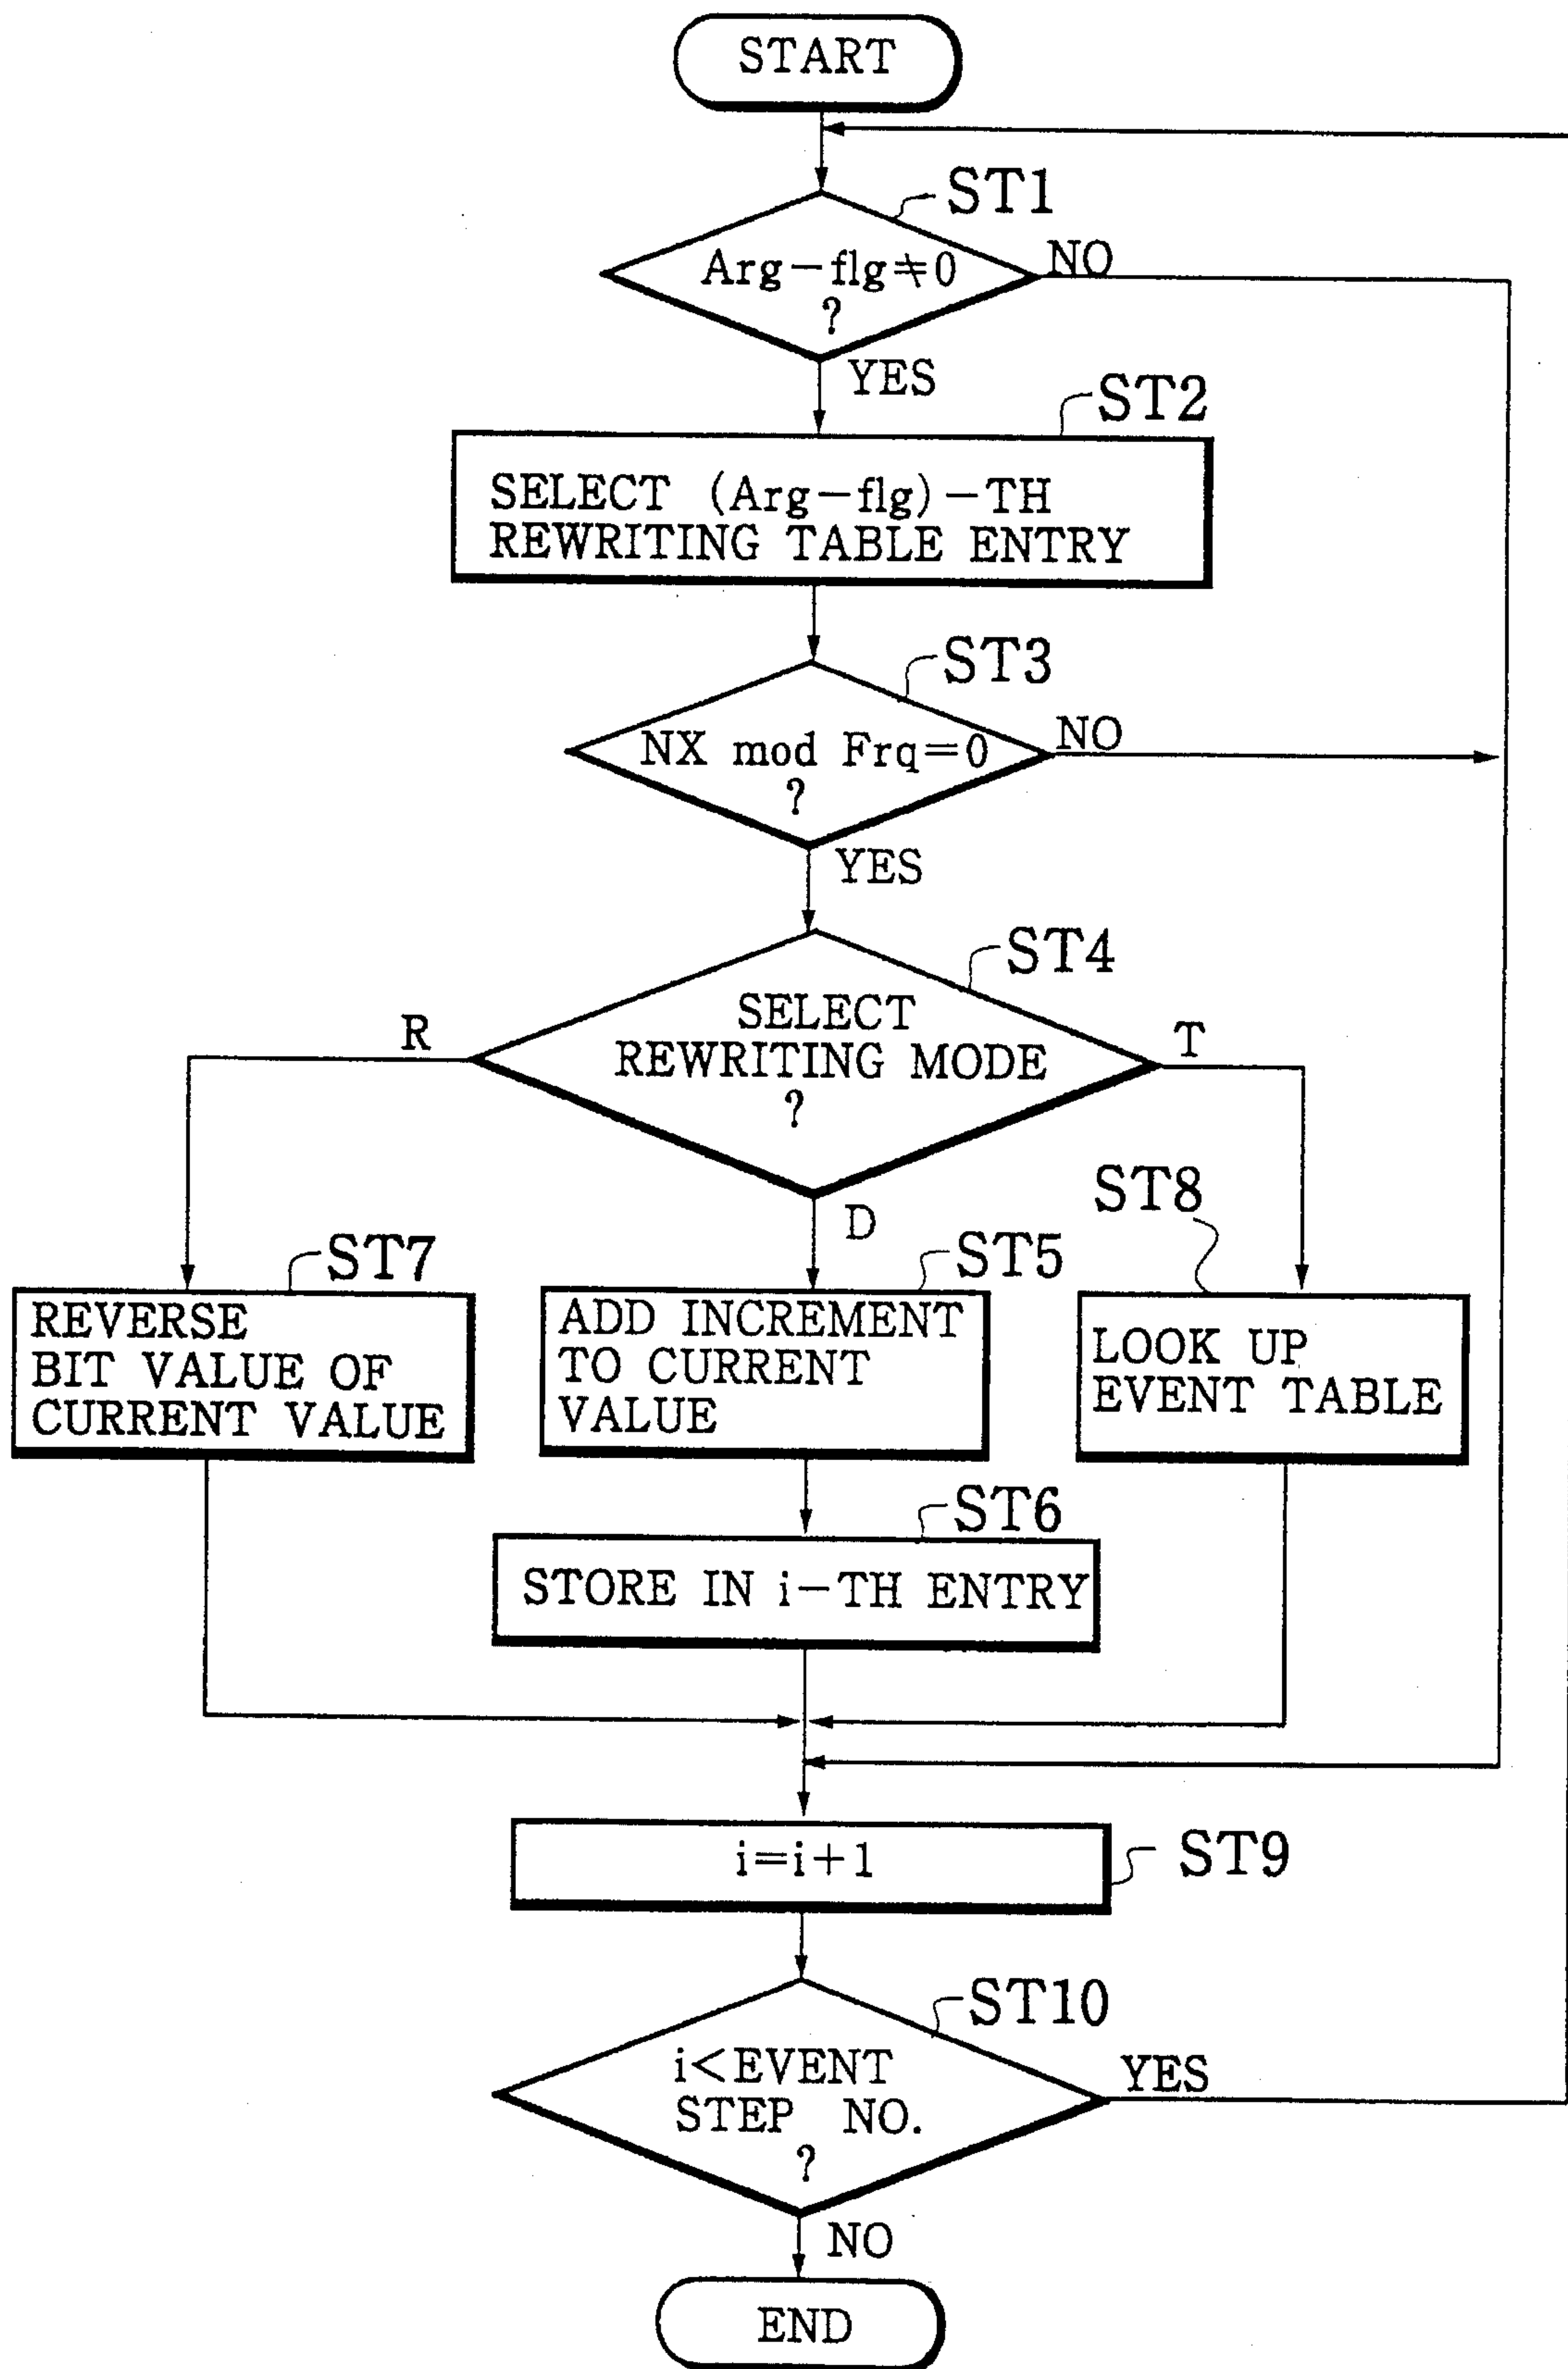 START
ST1
Arg-flg≠0
?
NO
YES
ST2
SELECT (Arg-flg)-TH
REWRITING TABLE ENTRY
ST3
NX mod Frq=0
?
NO
YES
ST4
SELECT
REWRITING MODE
?
R
T
D
ST7
REVERSE
BIT VALUE OF
CURRENT VALUE
ST5
ADD INCREMENT
TO CURRENT
VALUE
ST8
LOOK UP
EVENT TABLE
ST6
STORE IN i-TH ENTRY
i=i+1
ST9
ST10
i<EVENT
STEP NO.
?
YES
NO
END